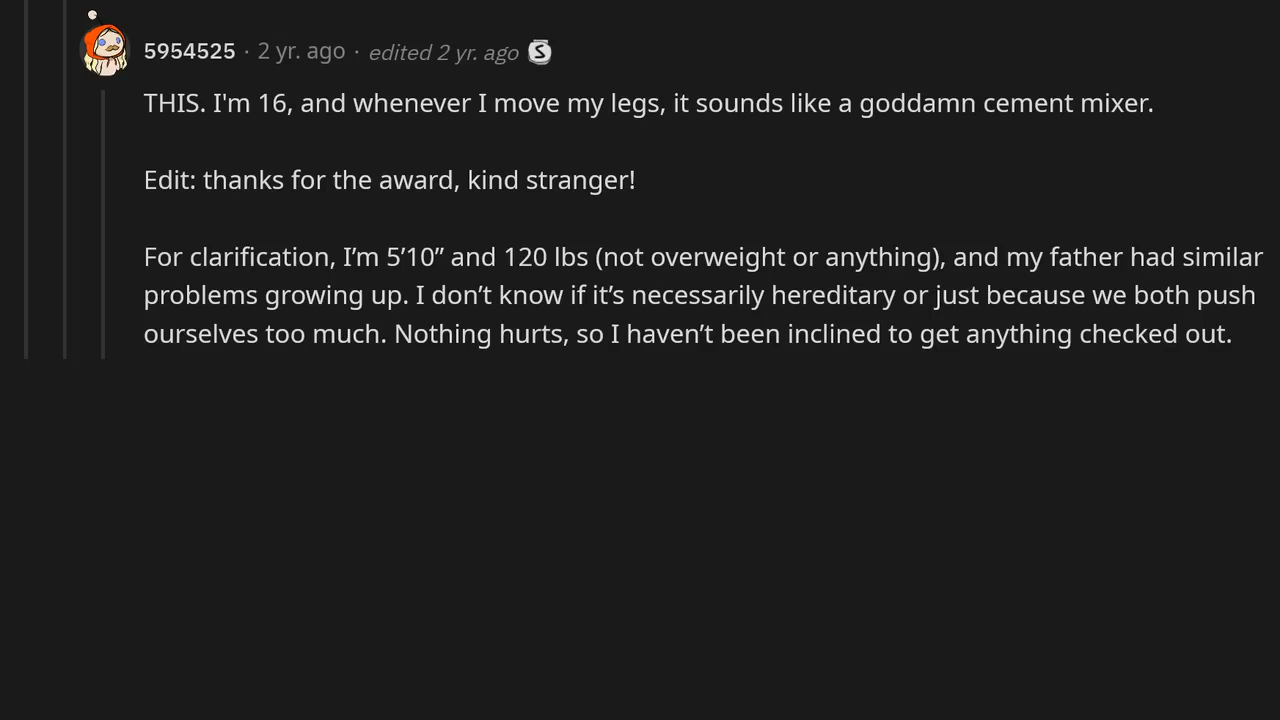 5954525 · 2 yr. ago · edited 2 yr. ago S
THIS. I'm 16, and whenever I move my legs, it sounds like a goddamn cement mixer.
Edit: thanks for the award, kind stranger!
For clarification, I’m 5’10” and 120 lbs (not overweight or anything), and my father had similar
problems growing up. I don’t know if it’s necessarily hereditary or just because we both push
ourselves too much. Nothing hurts, so I haven’t been inclined to get anything checked out.